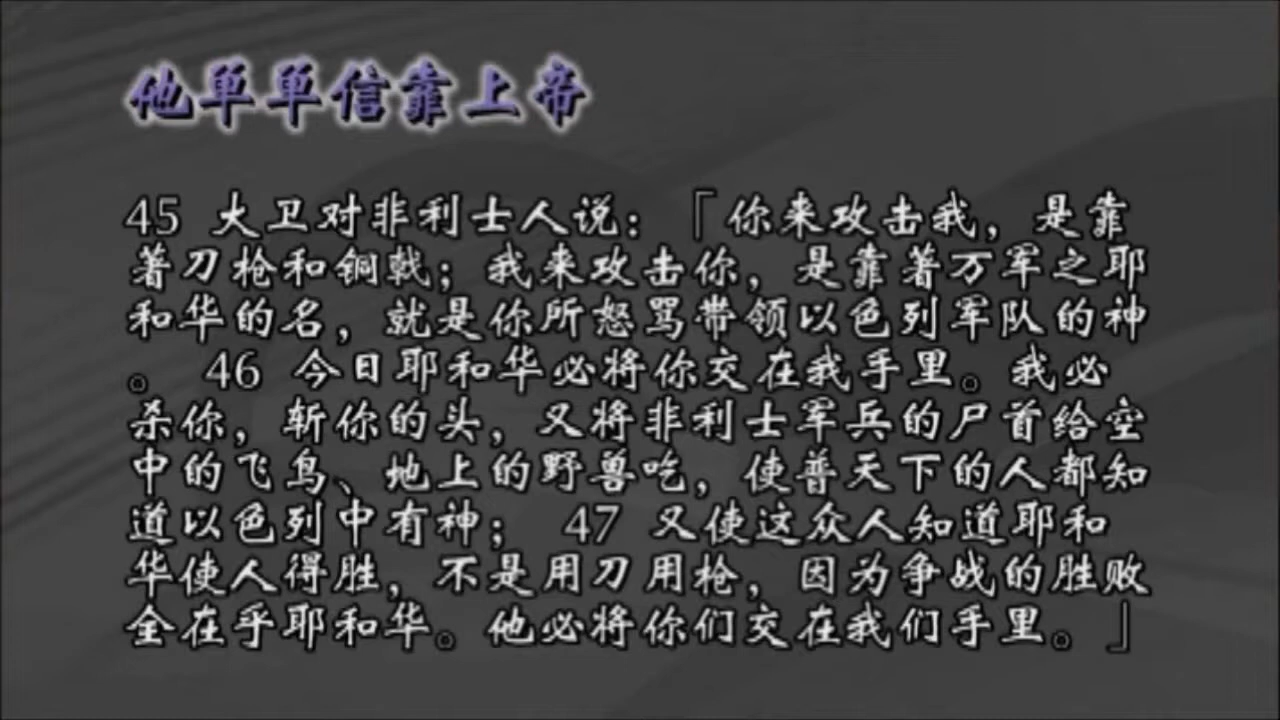 他单单信靠上帝
45 大卫对非利士人说：「你来攻击我，是靠
著刀枪和铜戟；我来攻击你，是靠著万军之耶
和华的名，就是你所怒骂带领以色列军队的神
。 46 今日耶和华必将你交在我手里。我必
杀你，斩你的头，又将非利士军兵的尸首给空
中的飞鸟、地上的野兽吃，使普天下的人都知
道以色列中有神； 47 又使这众人知道耶和
华使人得胜，不是用刀用枪，因为争战的胜败
全在乎耶和华。他必将你们交在我们手里。」